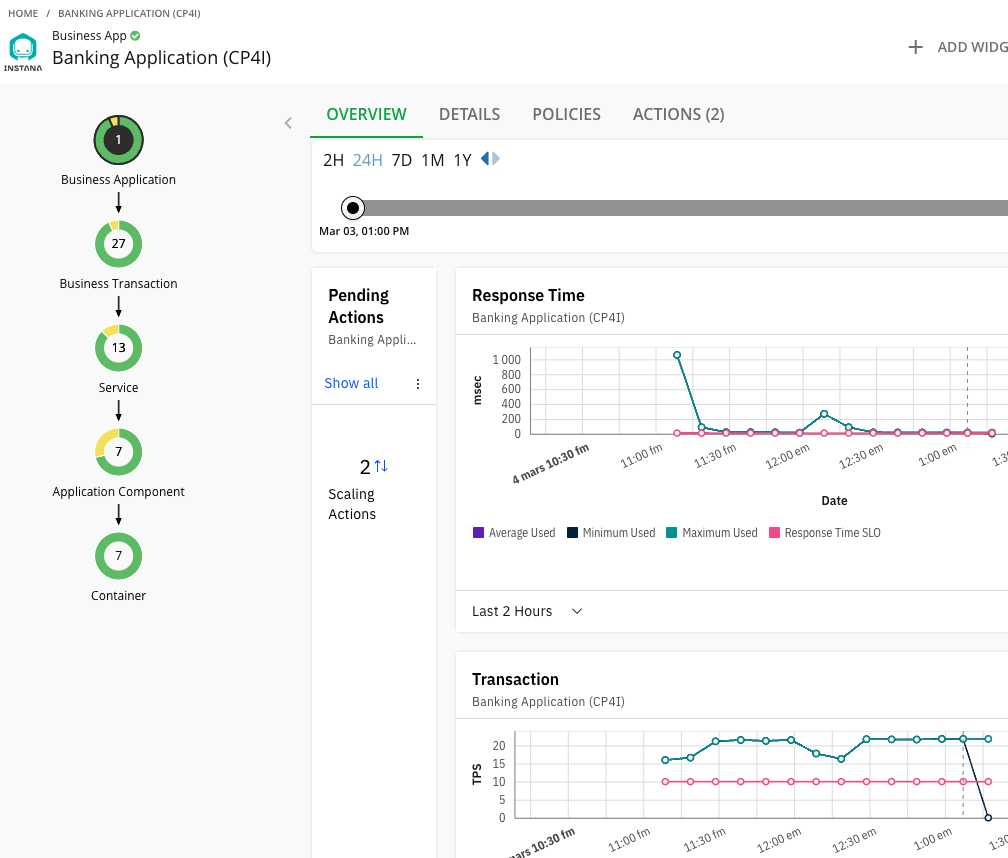 HOME / BANKING APPLICATION (CP4I)
INSTANA
Business App
Banking Application (CP4I)
+ ADD WIDG
1
Business Application
27
Business Transaction
13
Service
7
Application Component
7
Container
OVERVIEW DETAILS POLICIES ACTIONS (2)
2H 24H 7D 1M 1Y
Mar 03, 01:00 PM
Pending
Actions
Banking Appli...
Show all
2
Scaling
Actions
Response Time
Banking Application (CP4I)
msec
1 000
800
600
400
200
0
4 mars 10:30 fm 11:00 fm 11:30 fm 12:00 em 12:30 em 1:00 em 1:3
Date
Average Used Minimum Used Maximum Used Response Time SLO
Last 2 Hours
Transaction
Banking Application (CP4I)
TPS
20
15
10
5
0
mars 10:30 fm 11:00 fm 11:30 fm 12:00 em 12:30 em 1:00 em 1:30